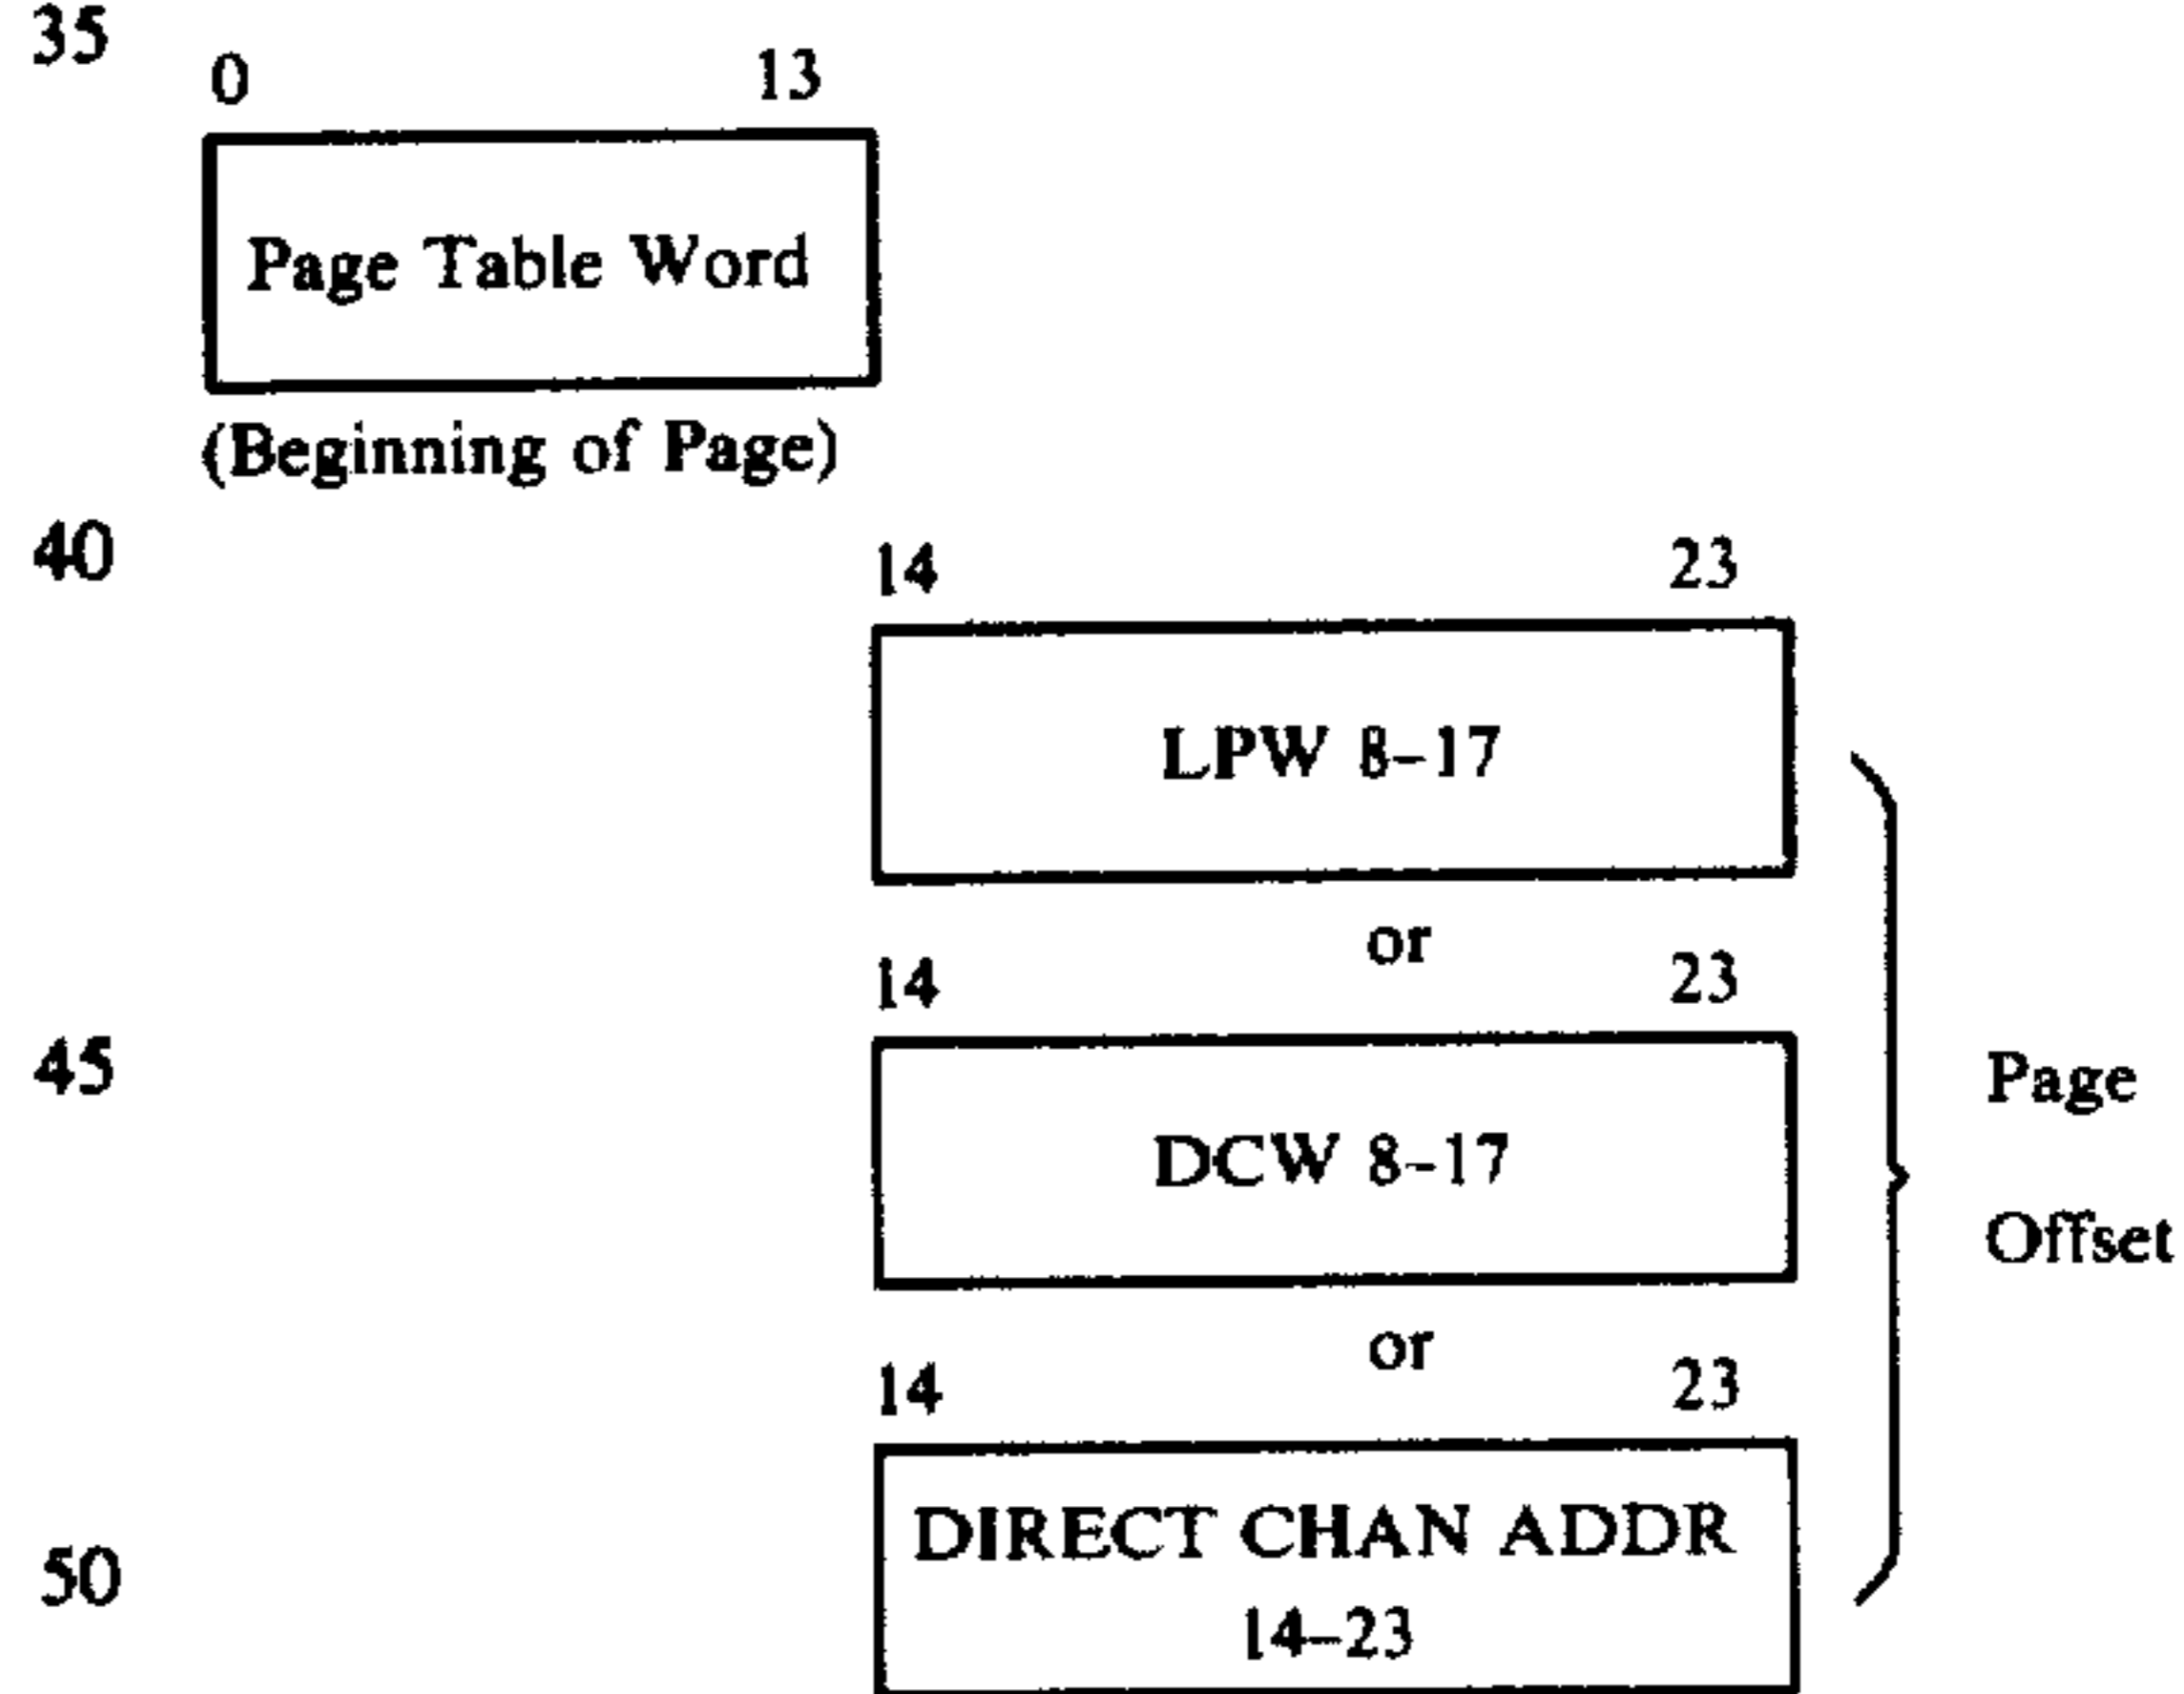 35
0 13
Page Table Word
(Beginning of Page)
40
14 23
LPW 8–17
or
14 23
45
Page
DCW 8–17
Offset
or
14 23
DIRECT CHAN ADDR
50
14–23